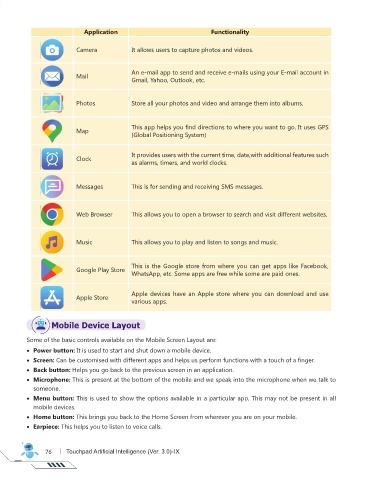 Application Functionality
Camera It allows users to capture photos and videos.
Mail An e-mail app to send and receive e-mails using your E-mail account in
Gmail, Yahoo, Outlook, etc.
Photos Store all your photos and video and arrange them into albums.
Map This app helps you find directions to where you want to go. It uses GPS
(Global Positioning System)
Clock It provides users with the current time, date,with additional features such
as alarms, timers, and world clocks.
Messages This is for sending and receiving SMS messages.
Web Browser This allows you to open a browser to search and visit different websites.
Music This allows you to play and listen to songs and music.
Google Play Store This is the Google store from where you can get apps like Facebook,
WhatsApp, etc. Some apps are free while some are paid ones.
Apple Store Apple devices have an Apple store where you can download and use
various apps.
Mobile Device Layout
Some of the basic controls available on the Mobile Screen Layout are:
• Power button: It is used to start and shut down a mobile device.
• Screen: Can be customised with different apps and helps us perform functions with a touch of a finger.
• Back button: Helps you go back to the previous screen in an application.
• Microphone: This is present at the bottom of the mobile and we speak into the microphone when we talk to
someone.
• Menu button: This is used to show the options available in a particular app. This may not be present in all
mobile devices.
• Home button: This brings you back to the Home Screen from wherever you are on your mobile.
• Earpiece: This helps you to listen to voice calls.
76 | Touchpad Artificial Intelligence (Ver. 3.0)-IX